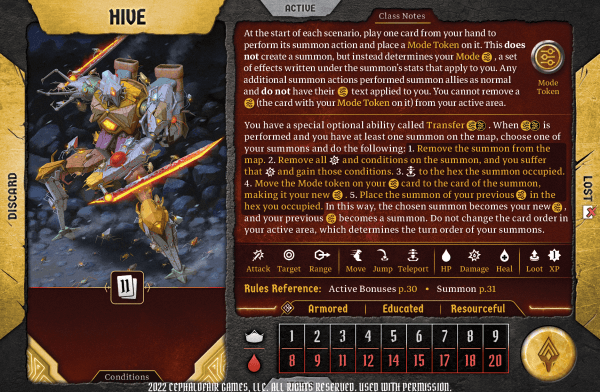 HIVE
ACTIVE
Class Notes
At the start of each scenario, play one card from your hand to
perform its summon action and place a Mode Token on it. This does
not create a summon, but instead determines your Mode, a set
of effects written under the summon's stats that apply to you. Any
additional summon actions performed summon allies as normal
and do not have their text applied to you. You cannot remove a
(the card with your Mode Token on it) from your active area.
Mode
Token
You have a special optional ability called Transfer. When is
performed and you have at least one summon on the map, choose one of
your summons and do the following: 1. Remove the summon from the
map. 2. Remove all and conditions on the summon, and you suffer
that and gain those conditions. 3. to the hex the summon occupied.
4. Move the Mode token on your card to the card of the summon,
making it your new. 5. Place the summon of your previous in the
hex you occupied. In this way, the chosen summon becomes your new,
and your previous becomes a summon. Do not change the card order in
your active area, which determines the turn order of your summons.
Attack Target Range Move Jump Teleport HP Damage Heal Loot XP
Rules Reference: Active Bonuses p.30 • Summon p.31
Armored | Educated | Resourceful
1 2 3 4 5 6 7 8 9
8 9 11 12 14 15 17 18 20
11
Conditions
DISCARD
LOST
2022 CEPHALOFAIR GAMES, LLC. ALL RIGHTS RESERVED. USED WITH PERMISSION.